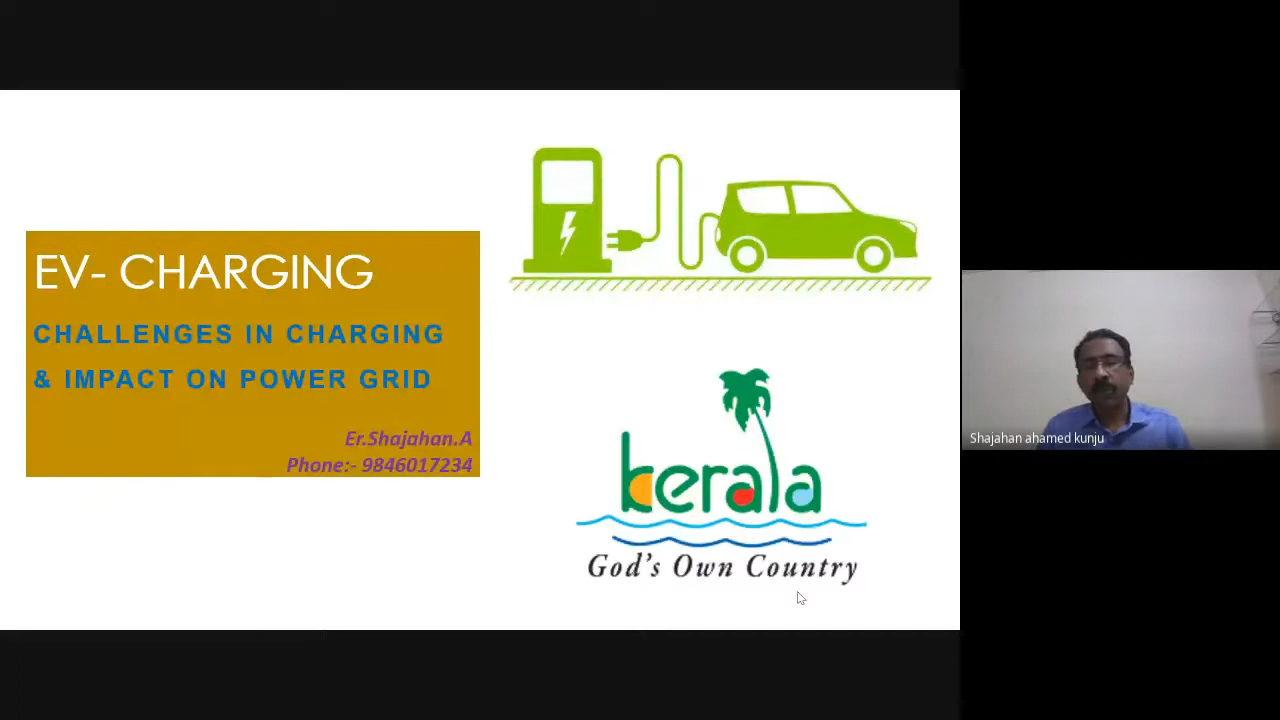 EV- CHARGING
CHALLENGES IN CHARGING
& IMPACT ON POWER GRID
Er.Shajahan.A
Phone:- 9846017234
kerala
God's Own Country
Shajahan ahamed kunju